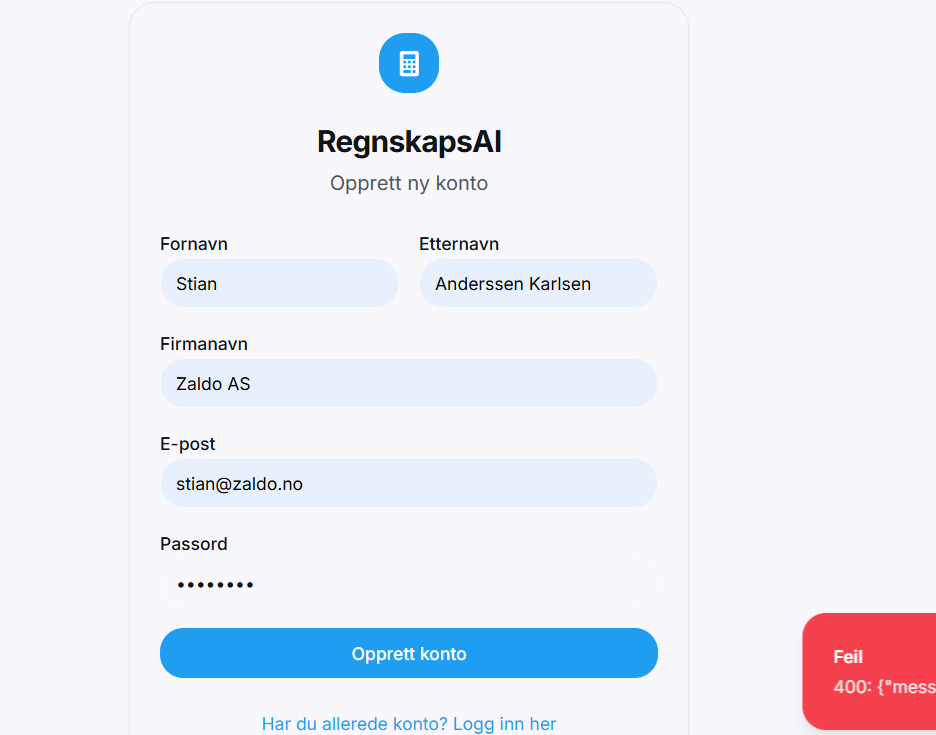 RegnskapsAI
Opprett ny konto
Fornavn
Etternavn
Stian
Anderssen Karlsen
Firmanavn
Zaldo AS
E-post
stian@zaldo.no
Passord
••••••••
Opprett konto
Har du allerede konto? Logg inn her
Feil
400: {"mess